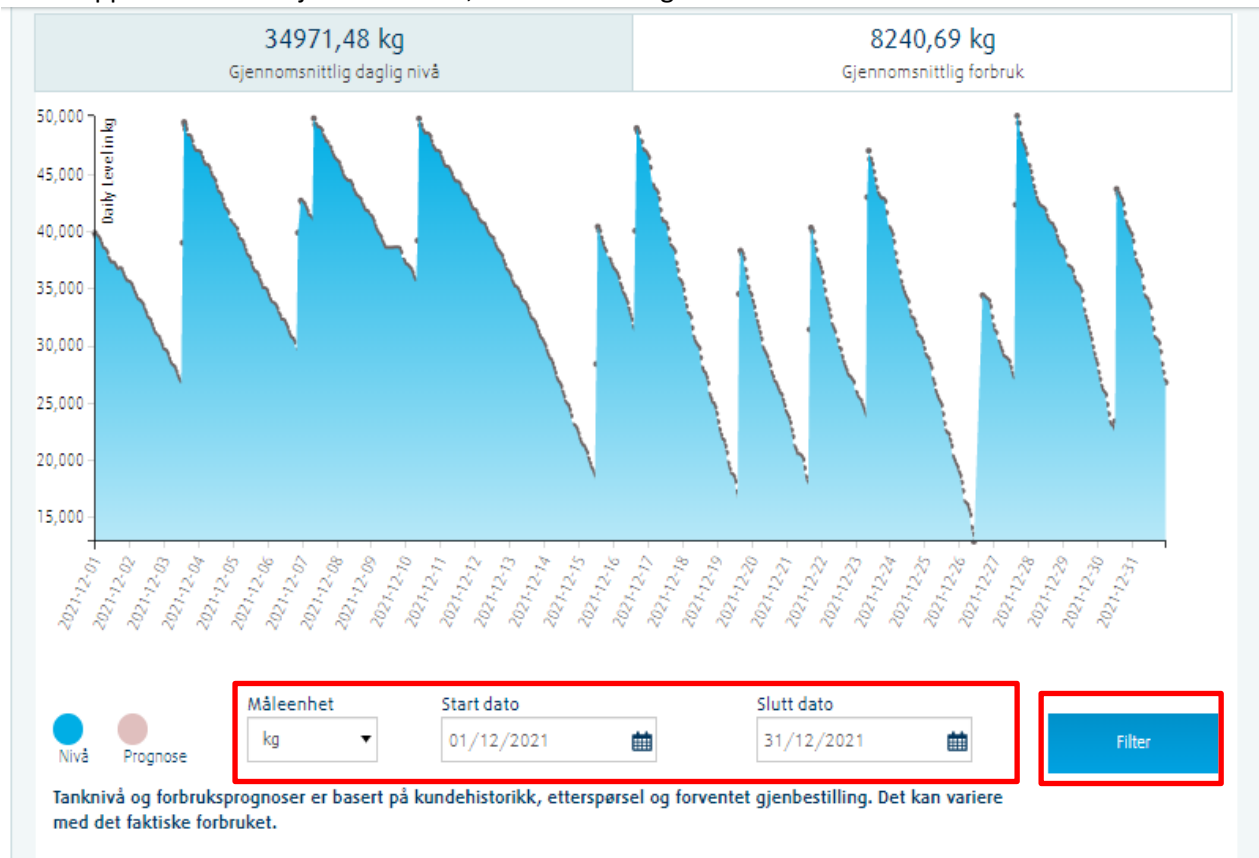 34971,48 kg
Gjennomsnittlig daglig nivå
8240,69 kg
Gjennomsnittlig forbruk
Daily Level in kg
50,000
45,000
40,000
35,000
30,000
25,000
20,000
15,000
2021-12-01
2021-12-02
2021-12-03
2021-12-04
2021-12-05
2021-12-06
2021-12-07
2021-12-08
2021-12-09
2021-12-10
2021-12-11
2021-12-12
2021-12-13
2021-12-14
2021-12-15
2021-12-16
2021-12-17
2021-12-18
2021-12-19
2021-12-20
2021-12-21
2021-12-22
2021-12-23
2021-12-24
2021-12-25
2021-12-26
2021-12-27
2021-12-28
2021-12-29
2021-12-30
2021-12-31
Nivå
Prognose
Måleenhet
kg
Start dato
01/12/2021
Slutt dato
31/12/2021
Filter
Tanknivå og forbruksprognoser er basert på kundehistorikk, etterspørsel og forventet gjenbestilling. Det kan variere
med det faktiske forbruket.